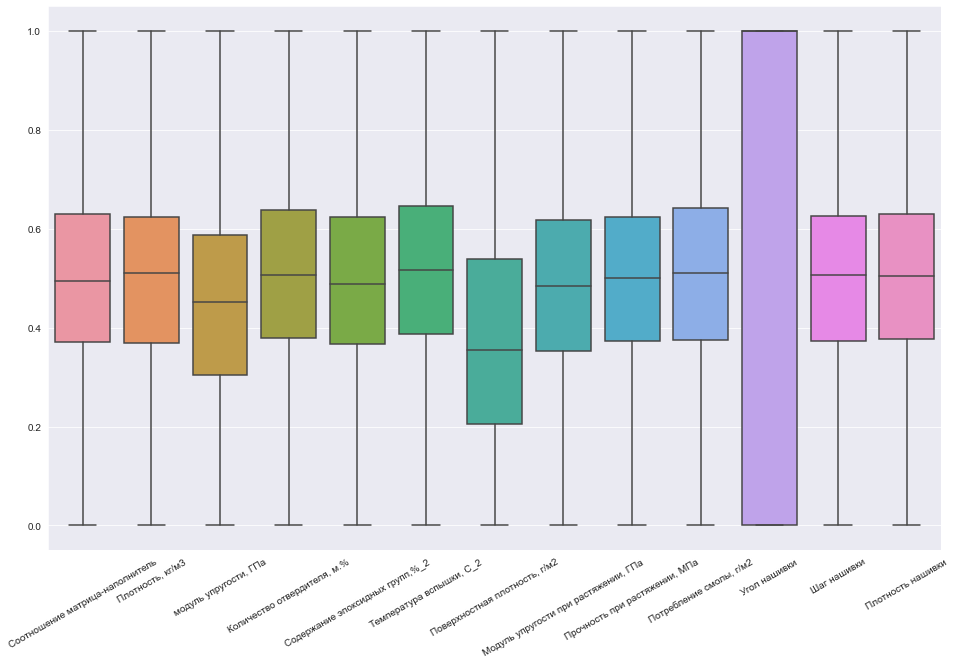 1.0
0.8
0.6
0.4
0.2
0.0
Соотношение матрица-наполнитель
Плотность, кг/м3
модуль упругости, ГПа
Количество отвердителя, м.%
Содержание эпоксидных групп,%_2
Температура вспышки, С_2
Поверхностная плотность, г/м2
Модуль упругости при растяжении, ГПа
Прочность при растяжении, МПа
Потребление смолы, г/м2
Угол нашивки
Шаг нашивки
Плотность нашивки